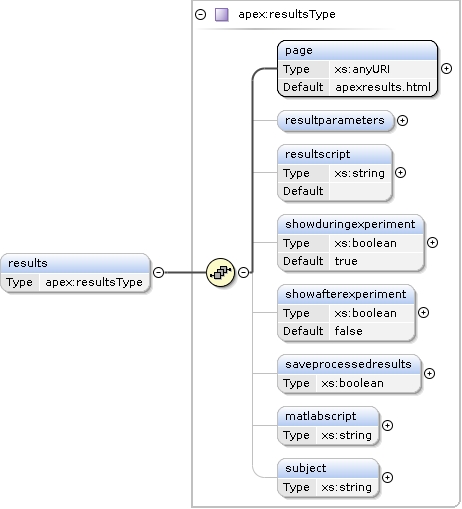 apex:resultsType
page
Type xs:anyURI
Default apexresults.html
resultparameters
resultscript
Type xs:string
Default
showduringexperiment
Type xs:boolean
Default true
results
Type apex:resultsType
showafterexperiment
Type xs:boolean
Default false
saveprocessedresults
Type xs:boolean
matlabscript
Type xs:string
subject
Type xs:string